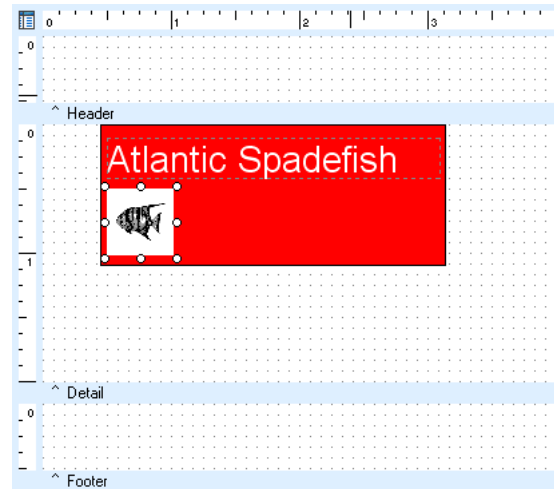 0 1 2 3
0
^ Header
0
Atlantic Spadefish
1
^ Detail
0
^ Footer